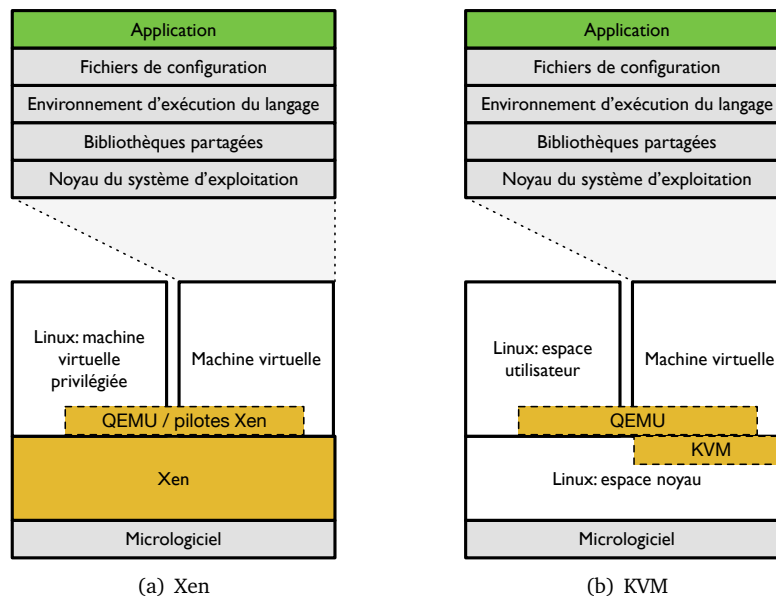 Application
Fichiers de configuration
Environnement d'exécution du langage
Bibliothèques partagées
Noyau du système d'exploitation
Linux: machine
virtuelle
privilégiée
Machine virtuelle
QEMU / pilotes Xen
Xen
Micrologiciel
(a) Xen
Application
Fichiers de configuration
Environnement d'exécution du langage
Bibliothèques partagées
Noyau du système d'exploitation
Linux: espace
utilisateur
Machine virtuelle
QEMU
KVM
Linux: espace noyau
Micrologiciel
(b) KVM